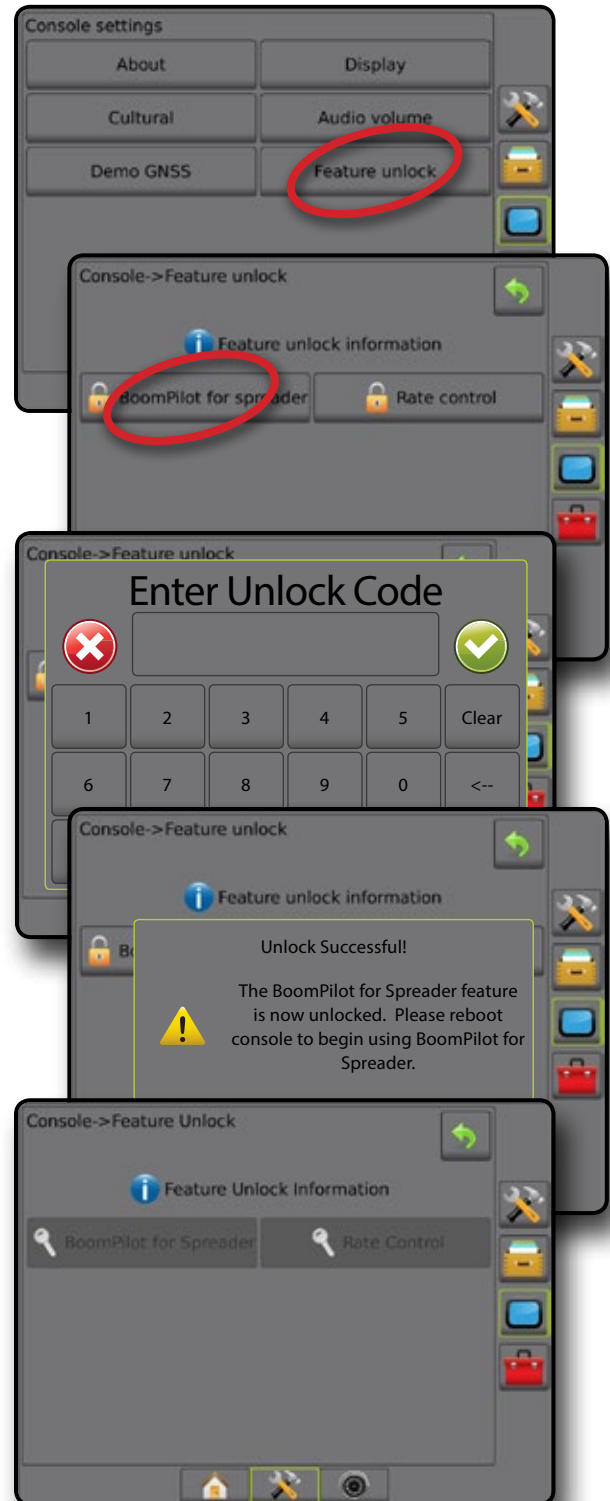 Console settings
About
Display
Cultural
Audio volume
Demo GNSS
Feature unlock
Console->Feature unlock
Feature unlock information
BoomPilot for spreader
Rate control
Console->Feature unlock
Enter Unlock Code
1
2
3
4
5
Clear
6
7
8
9
0
<--
Console->Feature unlock
Feature unlock information
Bo
Unlock Successful!
The BoomPilot for Spreader feature
is now unlocked. Please reboot
console to begin using BoomPilot for
Spreader.
Console->Feature Unlock
Feature Unlock Information
BoomPilot for Spreader
Rate Control